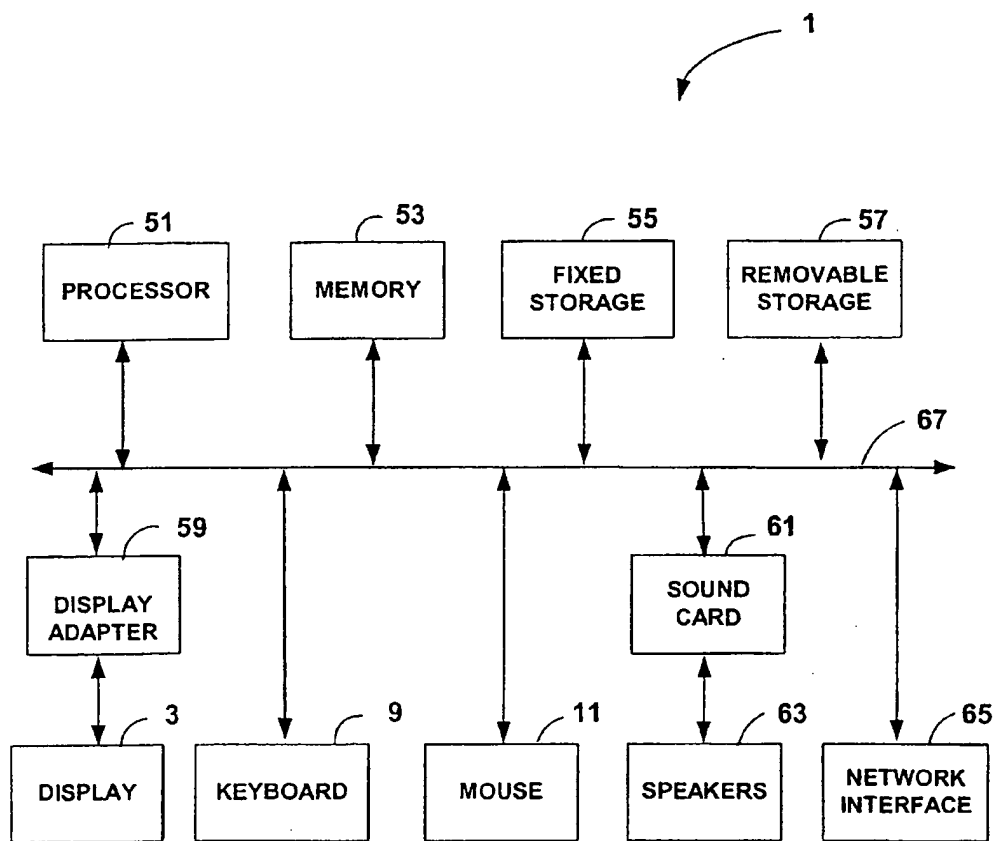 1
51
53
55
57
PROCESSOR
MEMORY
FIXED
STORAGE
REMOVABLE
STORAGE
67
59
61
DISPLAY
ADAPTER
SOUND
CARD
3
9
11
63
65
DISPLAY
KEYBOARD
MOUSE
SPEAKERS
NETWORK
INTERFACE